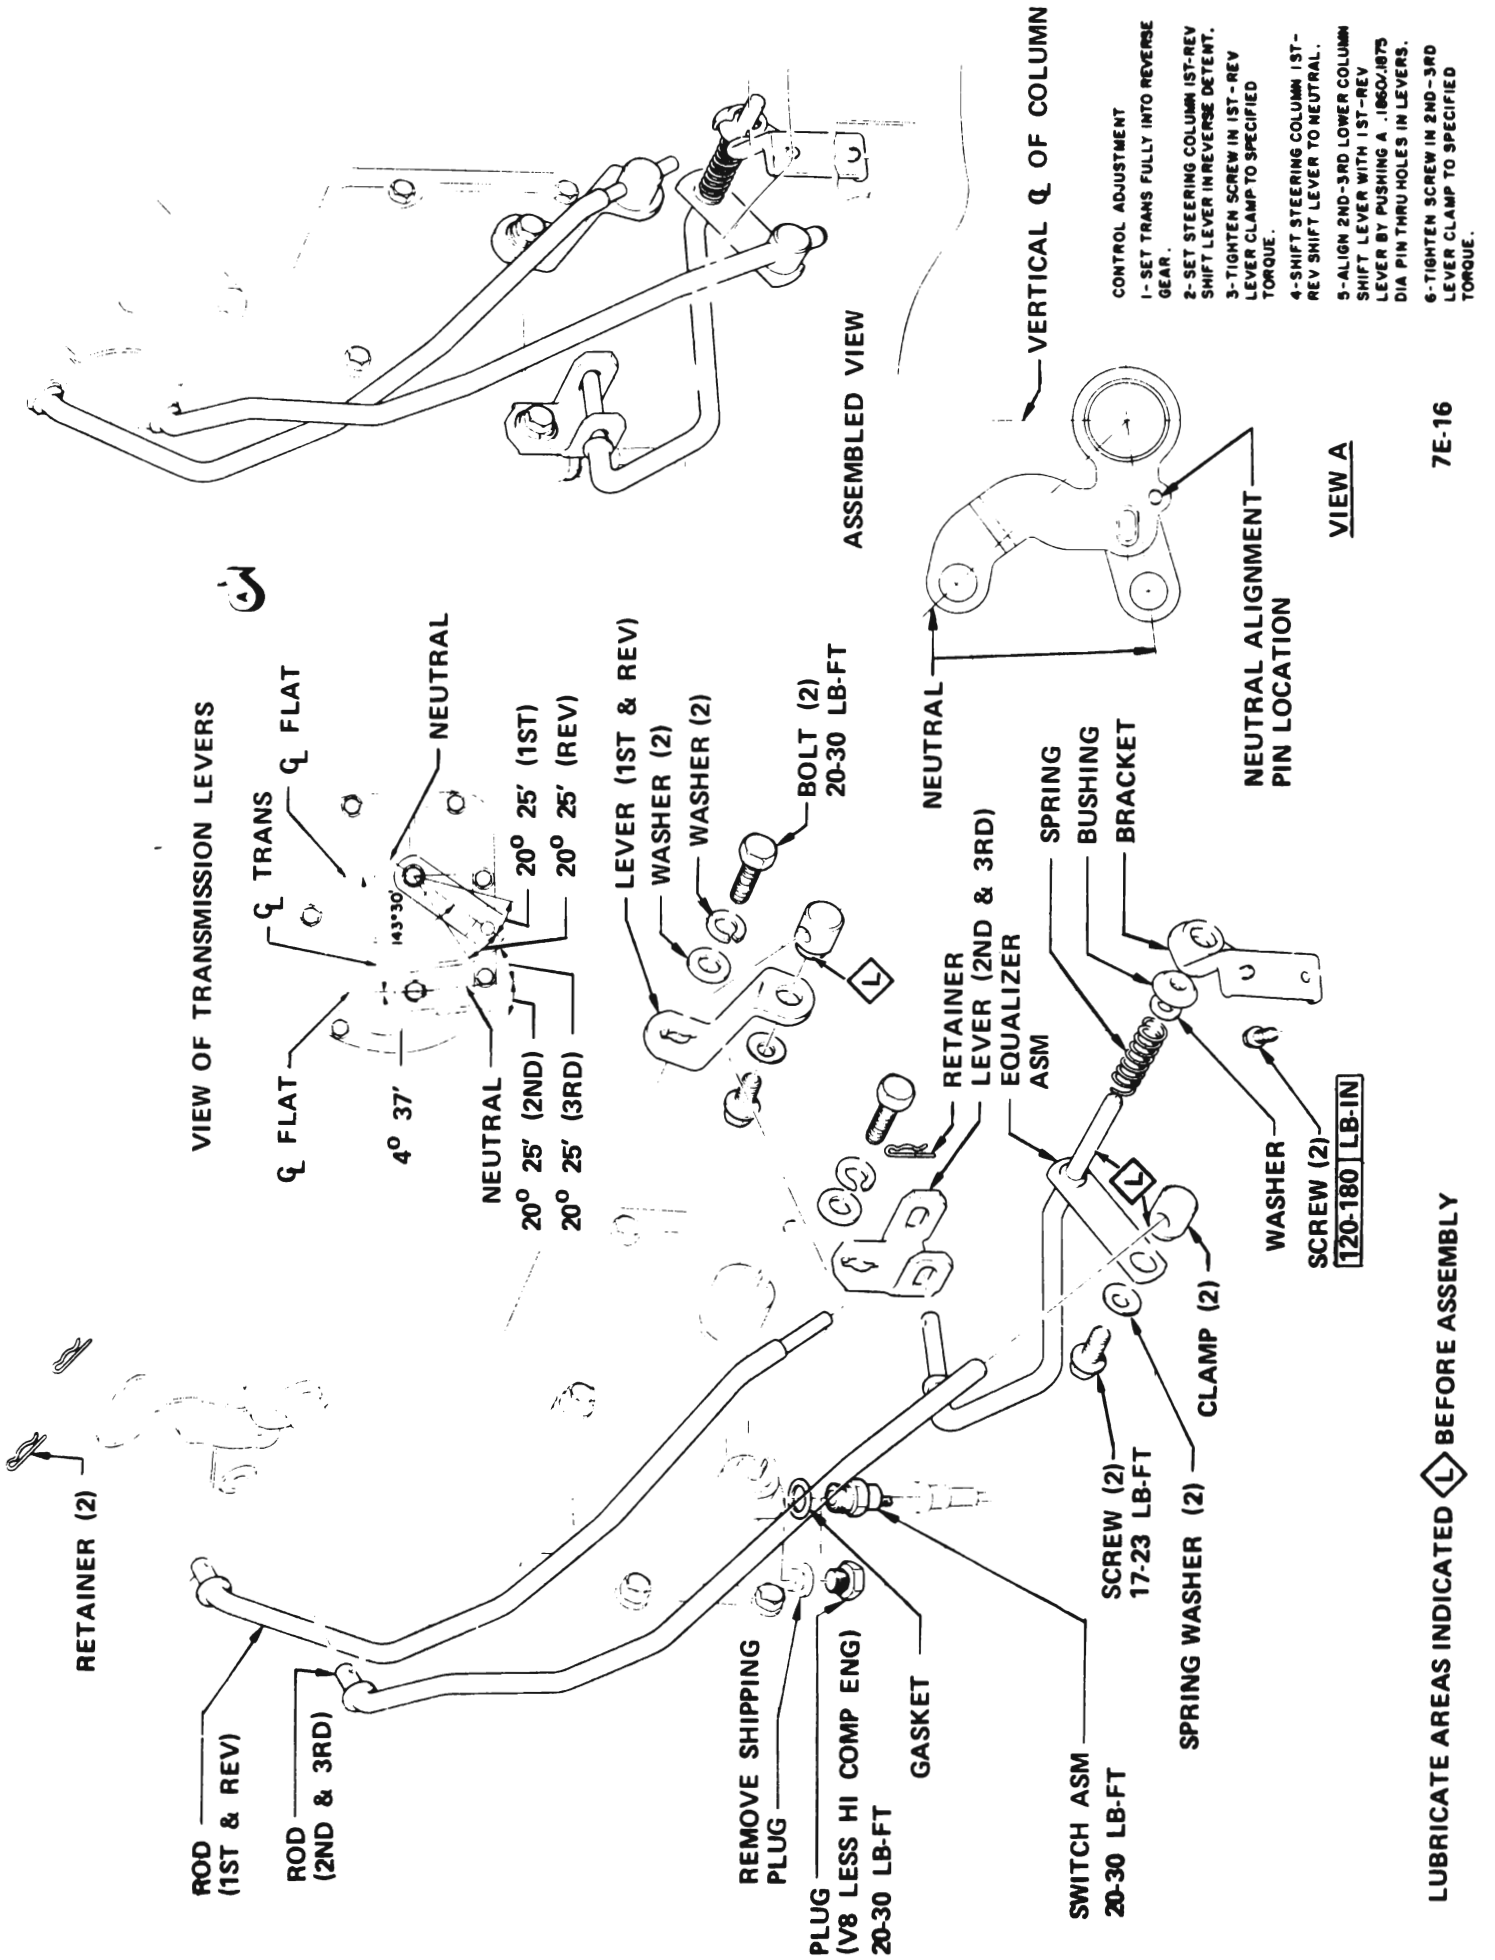 RETAINER (2)
ROD
(1ST & REV)
ROD
(2ND & 3RD)
REMOVE SHIPPING
PLUG
PLUG
(V8 LESS HI COMP ENG)
20-30 LB-FT
GASKET
SWITCH ASM
20-30 LB-FT
SCREW (2)
17-23 LB-FT
SPRING WASHER (2)
CLAMP (2)
LUBRICATE AREAS INDICATED L BEFORE ASSEMBLY
VIEW OF TRANSMISSION LEVERS
℄ FLAT
℄ TRANS
℄ FLAT
4° 37'
143°30'
NEUTRAL
NEUTRAL
20° 25' (2ND)
20° 25' (3RD)
20° 25' (1ST)
20° 25' (REV)
LEVER (1ST & REV)
WASHER (2)
WASHER (2)
BOLT (2)
20-30 LB-FT
L
RETAINER
LEVER (2ND & 3RD)
EQUALIZER
ASM
SPRING
BUSHING
BRACKET
L
WASHER
SCREW (2)
120-180 LB-IN
A
ASSEMBLED VIEW
NEUTRAL
VERTICAL ℄ OF COLUMN
NEUTRAL ALIGNMENT
PIN LOCATION
VIEW A
CONTROL ADJUSTMENT
1-SET TRANS FULLY INTO REVERSE
GEAR.
2-SET STEERING COLUMN 1ST-REV
SHIFT LEVER IN REVERSE DETENT.
3-TIGHTEN SCREW IN 1ST-REV
LEVER CLAMP TO SPECIFIED
TORQUE.
4-SHIFT STEERING COLUMN 1ST-
REV SHIFT LEVER TO NEUTRAL.
5-ALIGN 2ND-3RD LOWER COLUMN
SHIFT LEVER WITH 1ST-REV
LEVER BY PUSHING A .1860/.1875
DIA PIN THRU HOLES IN LEVERS.
6-TIGHTEN SCREW IN 2ND-3RD
LEVER CLAMP TO SPECIFIED
TORQUE.
7E-16